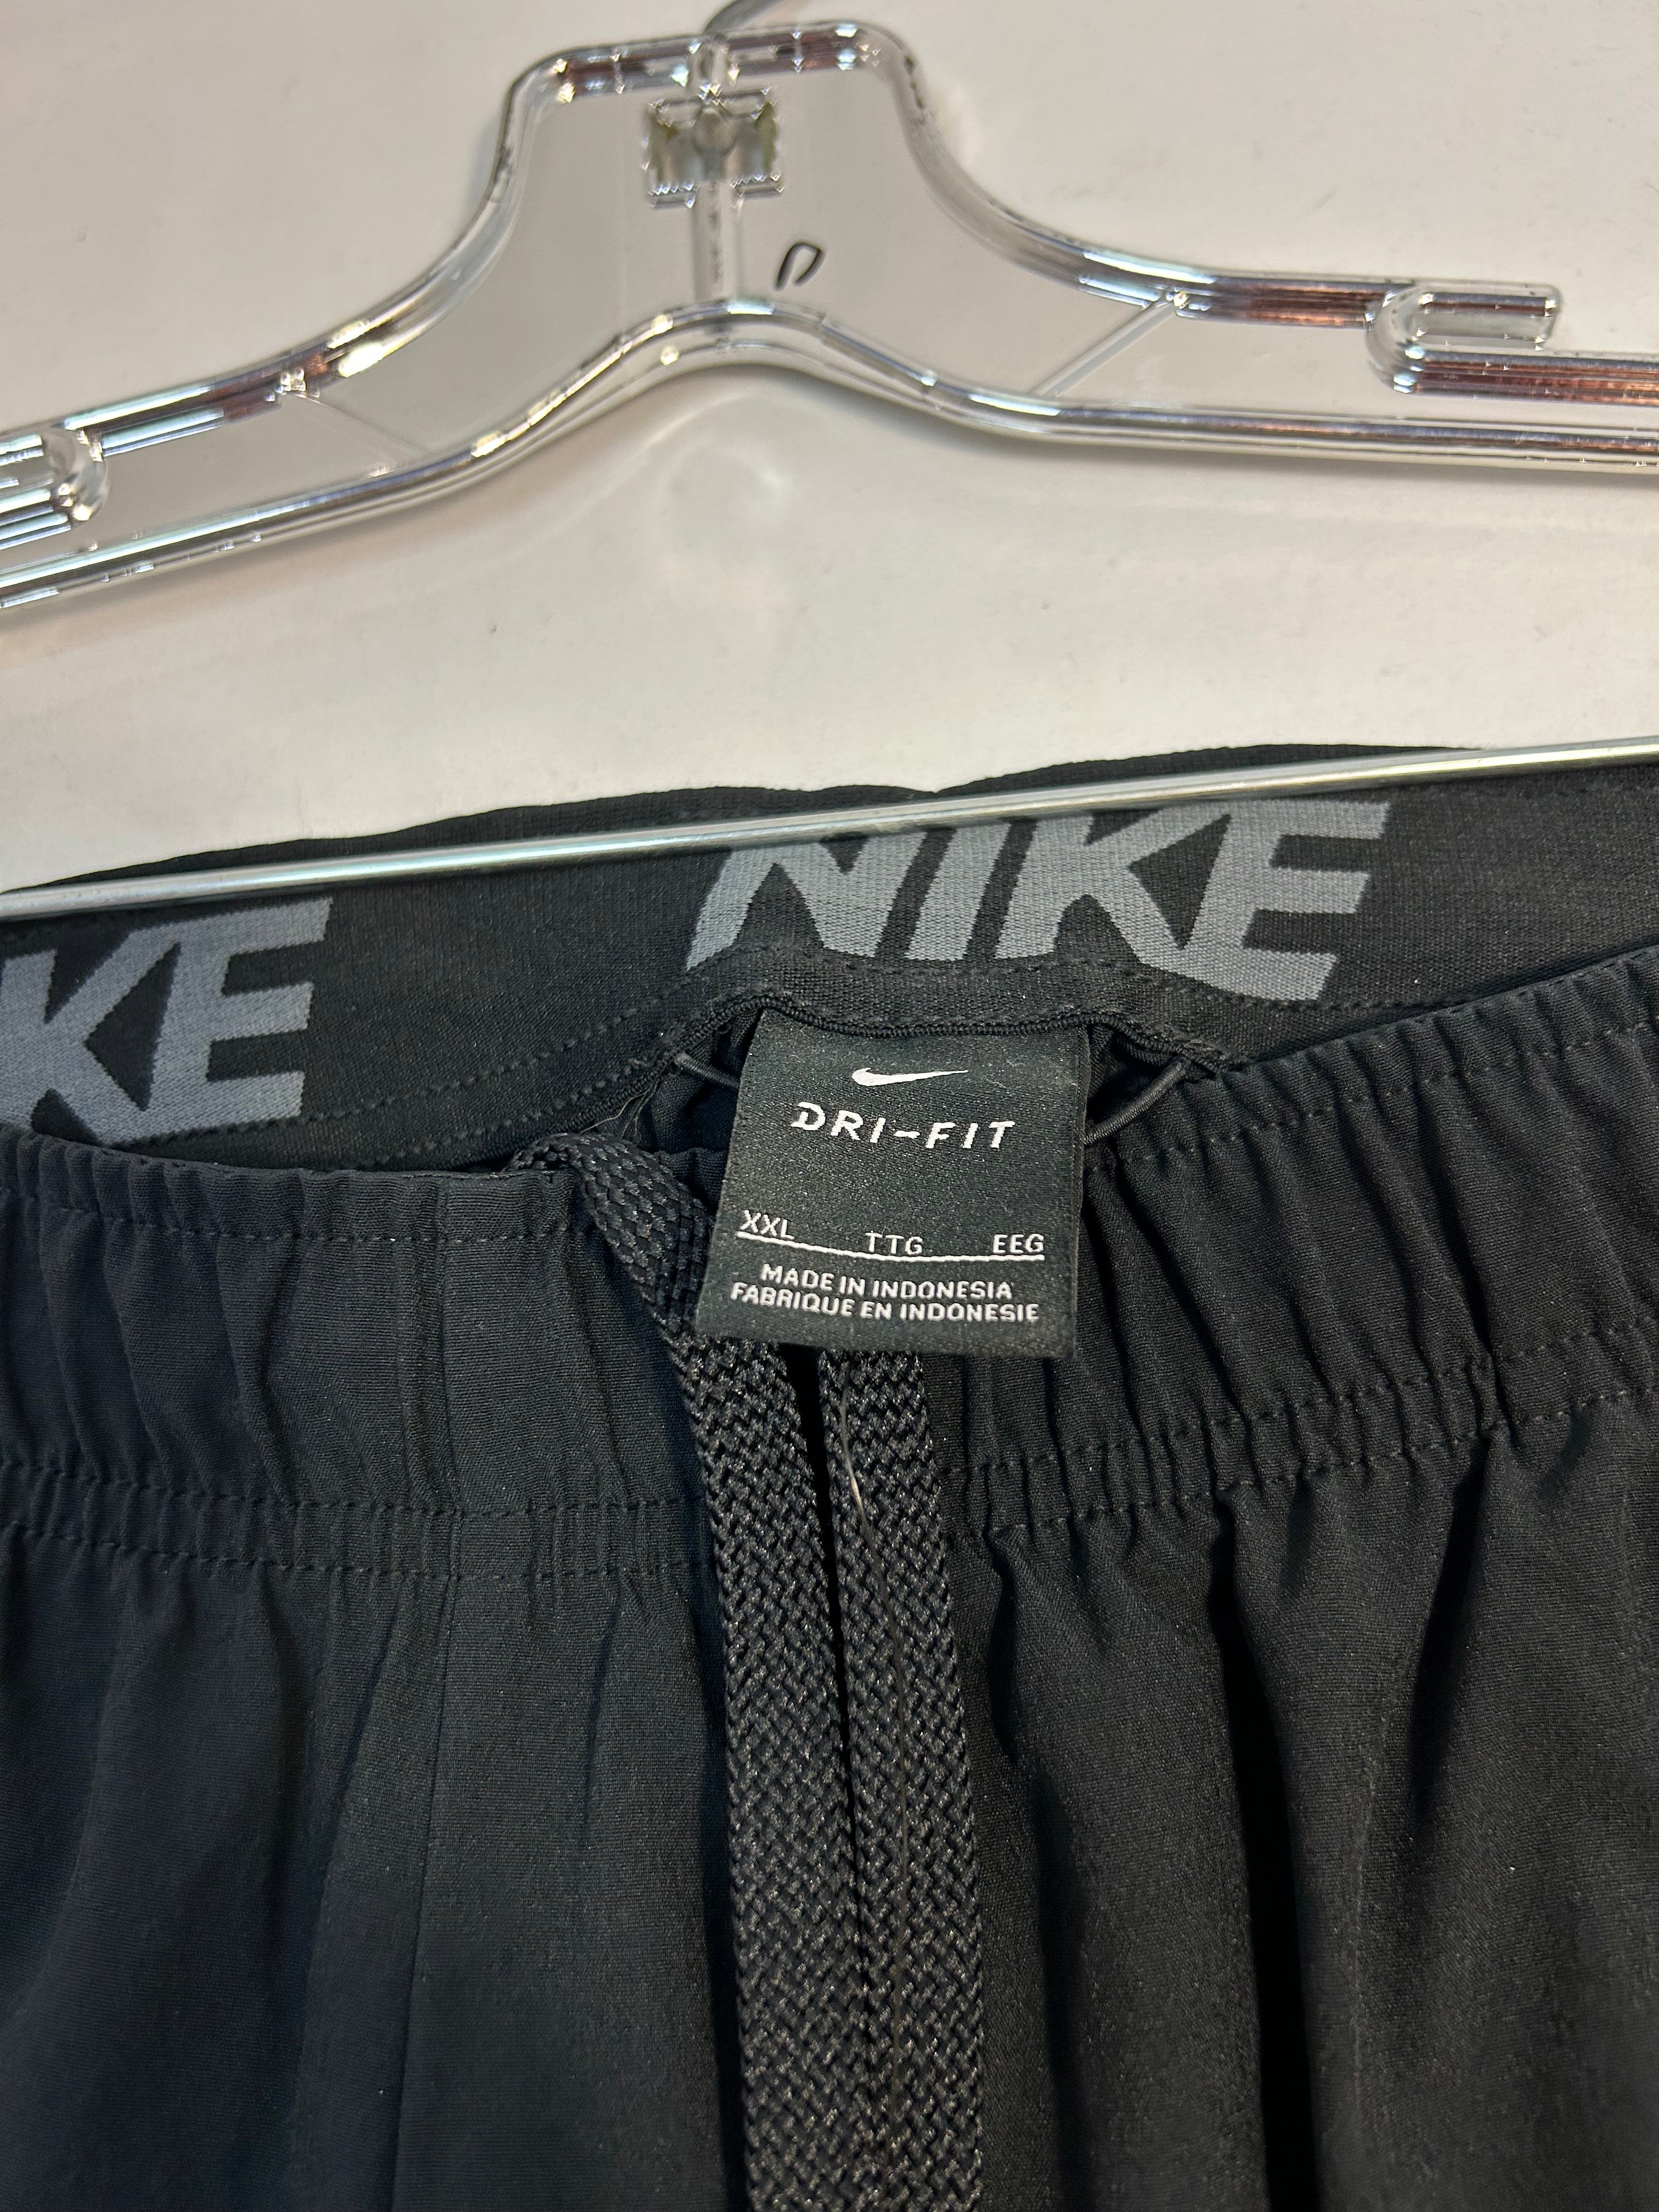 NIKE
KE
DRI-FIT
XXL TTG EEG
MADE IN INDONESIA
FABRIQUE EN INDONESIE